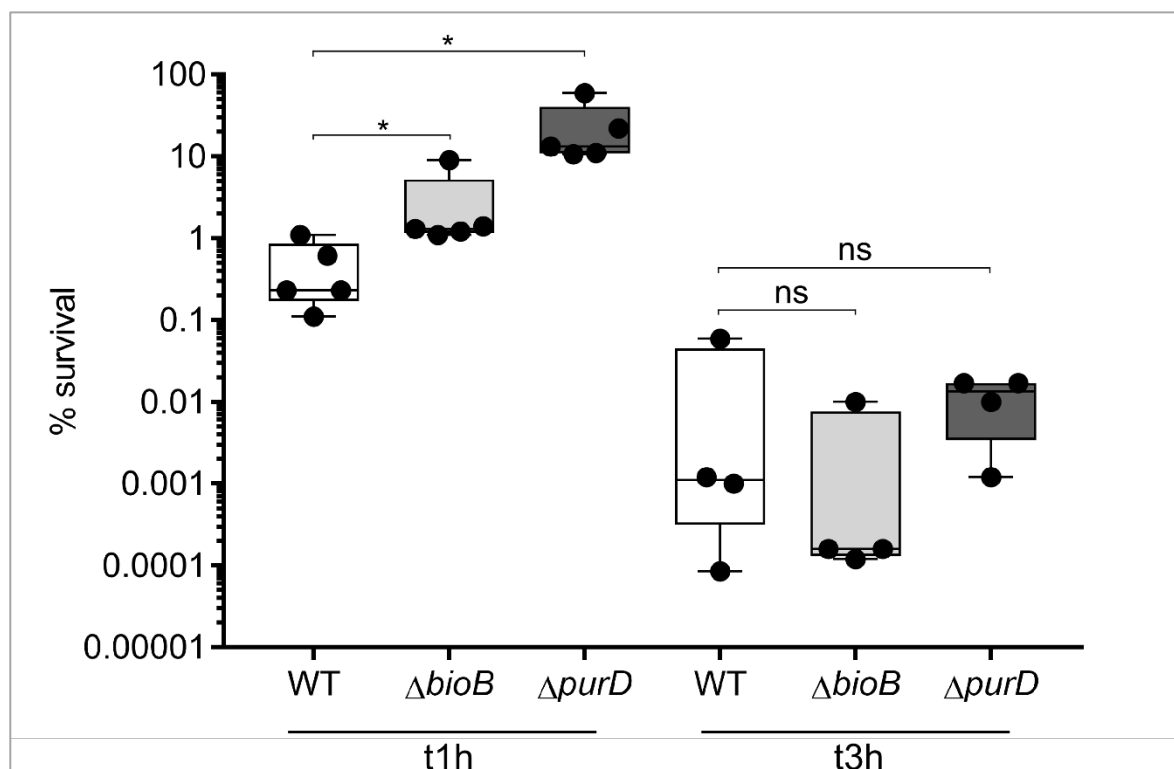 *
*
100
10
1
0.1
0.01
0.001
0.0001
0.00001
% survival
ns
ns
WT ΔbioB ΔpurD WT ΔbioB ΔpurD
t1h t3h